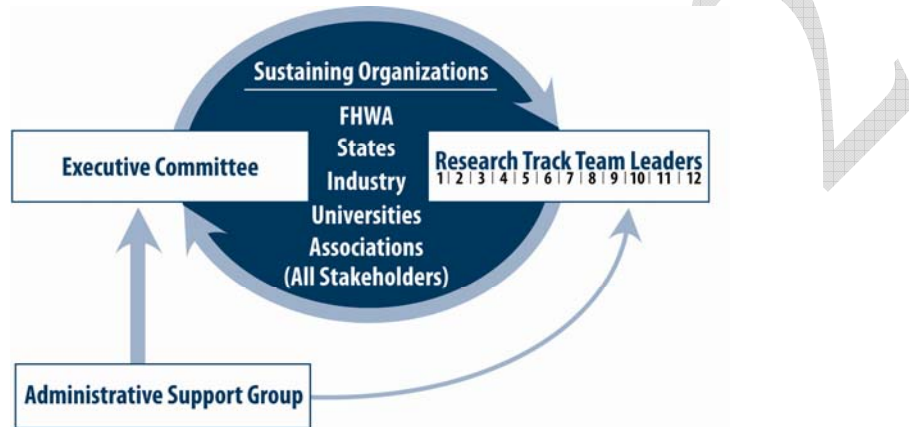 Sustaining Organizations
FHWA
States
Industry
Universities
Associations
(All Stakeholders)
Executive Committee
Research Track Team Leaders
1 | 2 | 3 | 4 | 5 | 6 | 7 | 8 | 9 | 10 | 11 | 12
Administrative Support Group